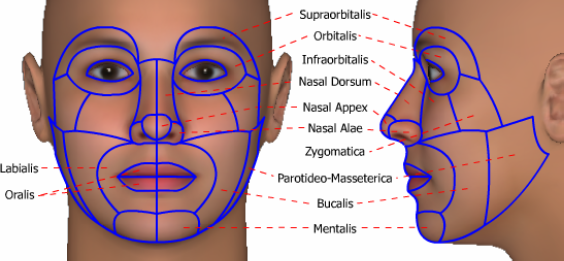 Supraorbitalis
Orbitalis
Infraorbitalis
Nasal Dorsum
Nasal Appex
Nasal Alae
Zygomatica
Labialis
Parotideo-Masseterica
Oralis
Bucalis
Mentalis